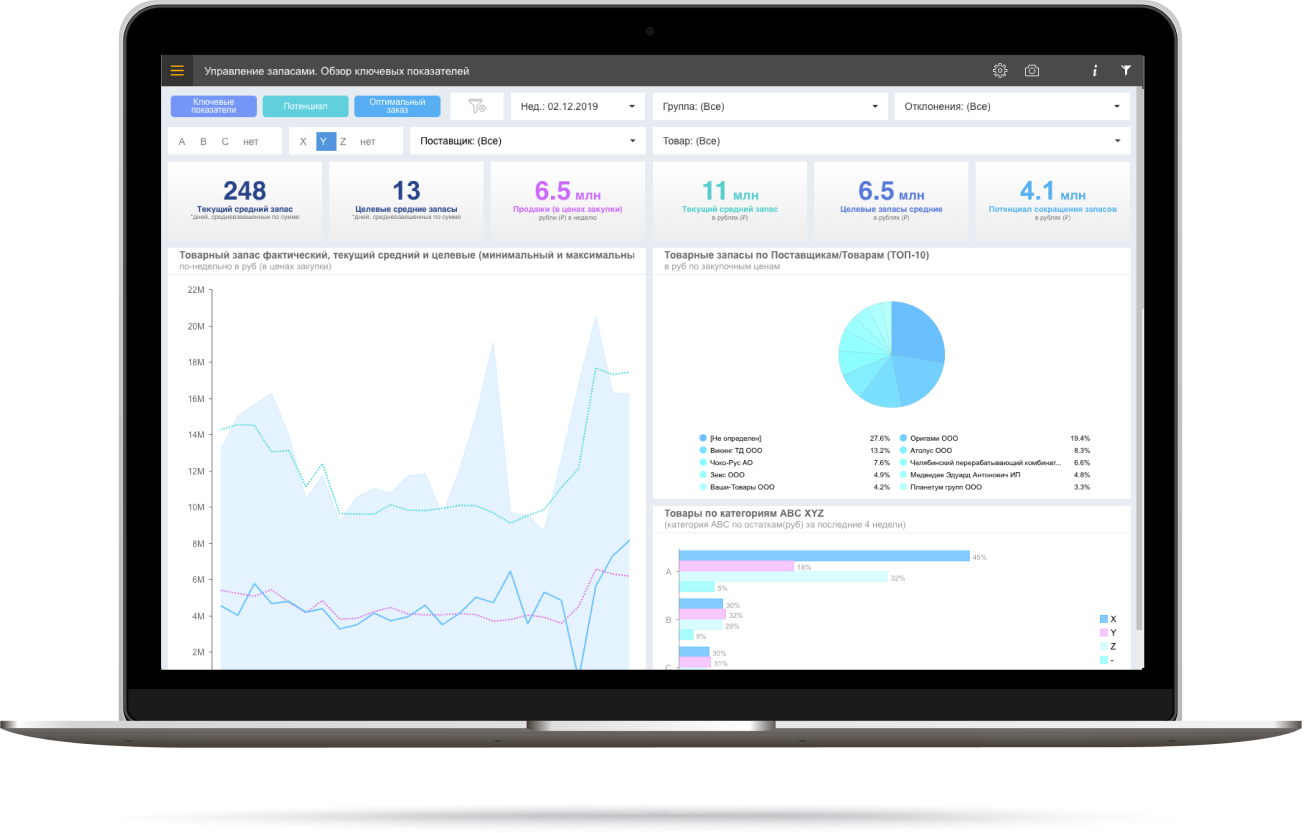 Управление запасами. Обзор ключевых показателей
i
Ключевые
показатели
Потенциал
Оптимальный
заказ
Нед.: 02.12.2019
Группа: (Все)
Отклонения: (Все)
A B C нет
X Y Z нет
Поставщик: (Все)
Товар: (Все)
248
Текущий средний запас
*дней, средневзвешенных по сумме
13
Целевые средние запасы
*дней, средневзвешенных по сумме
6.5 млн
Продажи (в ценах закупки)
рубли (₽) в неделю
11 млн
Текущий средний запас
в рублях (₽)
6.5 млн
Целевые запасы средние
в рублях (₽)
4.1 млн
Потенциал сокращения запасов
в рублях (₽)
Товарный запас фактический, текущий средний и целевые (минимальный и максимальны
по-недельно в руб (в ценах закупки)
22M
20M
18M
16M
14M
12M
10M
8M
6M
4M
2M
Товарные запасы по Поставщикам/Товарам (ТОП-10)
в руб по закупочным ценам
[Не определен] 27.6% Оригами ООО 19.4%
Викинг ТД ООО 13.2% Атолус ООО 8.3%
Чоко-Рус АО 7.6% Челябинский перерабатывающий комбинат... 6.6%
Зевс ООО 4.9% Медведев Эдуард Антонович ИП 4.8%
Ваши-Товары ООО 4.2% Планетум групп ООО 3.3%
Товары по категориям ABC XYZ
(категория ABC по остаткам(руб) за последние 4 недели)
A
45%
18%
32%
5%
B
30%
32%
29%
9%
C
30%
31%
X
Y
Z
-